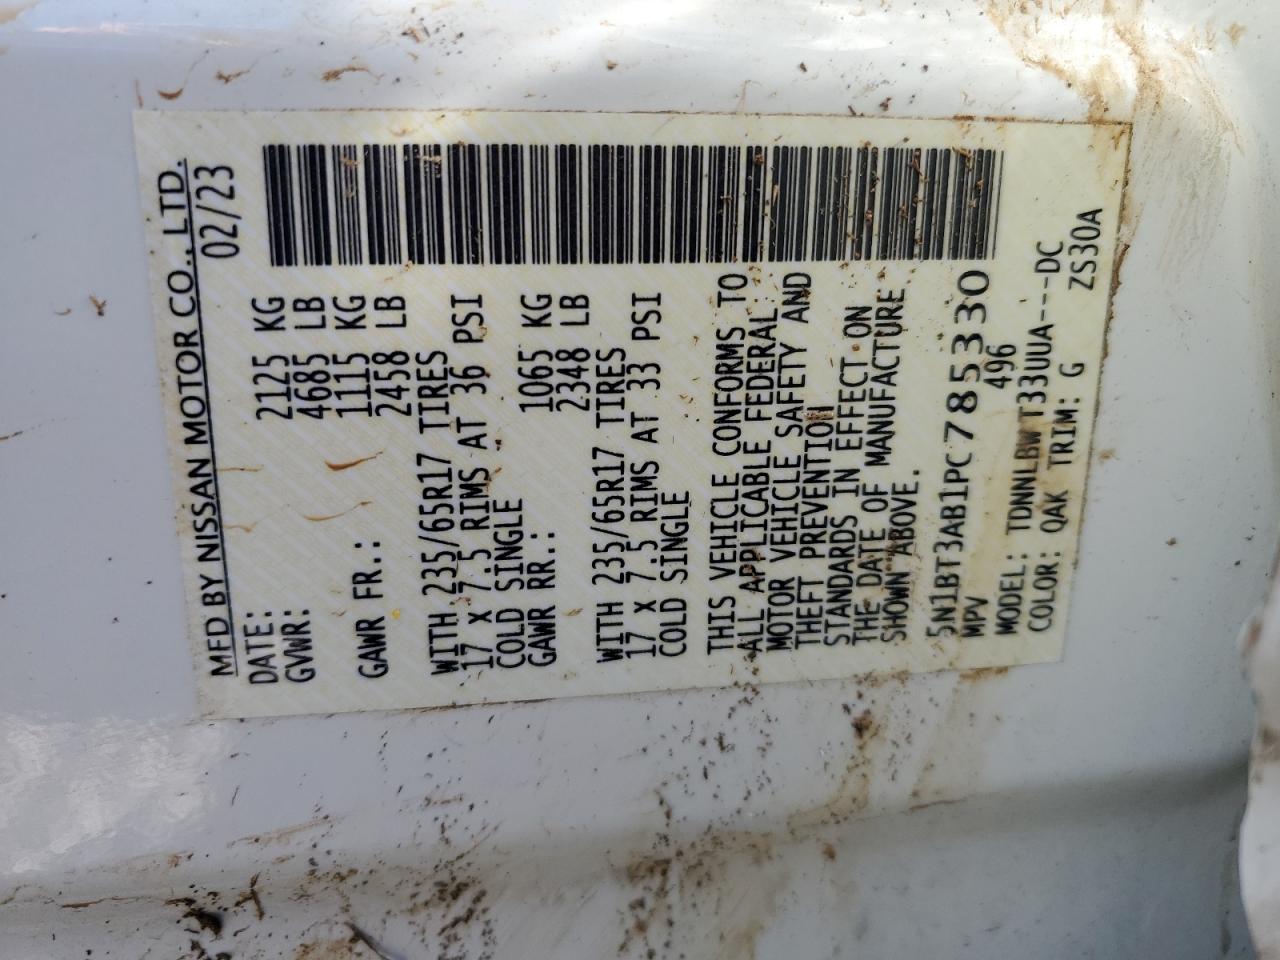 MFD BY NISSAN MOTOR CO., LTD.
DATE: 02/23
GVWR: 2125 KG
4685 LB
GAWR FR.: 1115 KG
2458 LB
WITH 235/65R17 TIRES
17 X 7.5 RIMS AT 36 PSI
COLD SINGLE
GAWR RR.: 1065 KG
2348 LB
WITH 235/65R17 TIRES
17 X 7.5 RIMS AT 33 PSI
COLD SINGLE
THIS VEHICLE CONFORMS TO
ALL APPLICABLE FEDERAL
MOTOR VEHICLE SAFETY AND
THEFT PREVENTION
STANDARDS IN EFFECT ON
THE DATE OF MANUFACTURE
SHOWN ABOVE.
5N1BT3AB1PC785330
MPV 496
MODEL: TDNNLBW T33UUA---DC
COLOR: QAK TRIM: G ZS30A